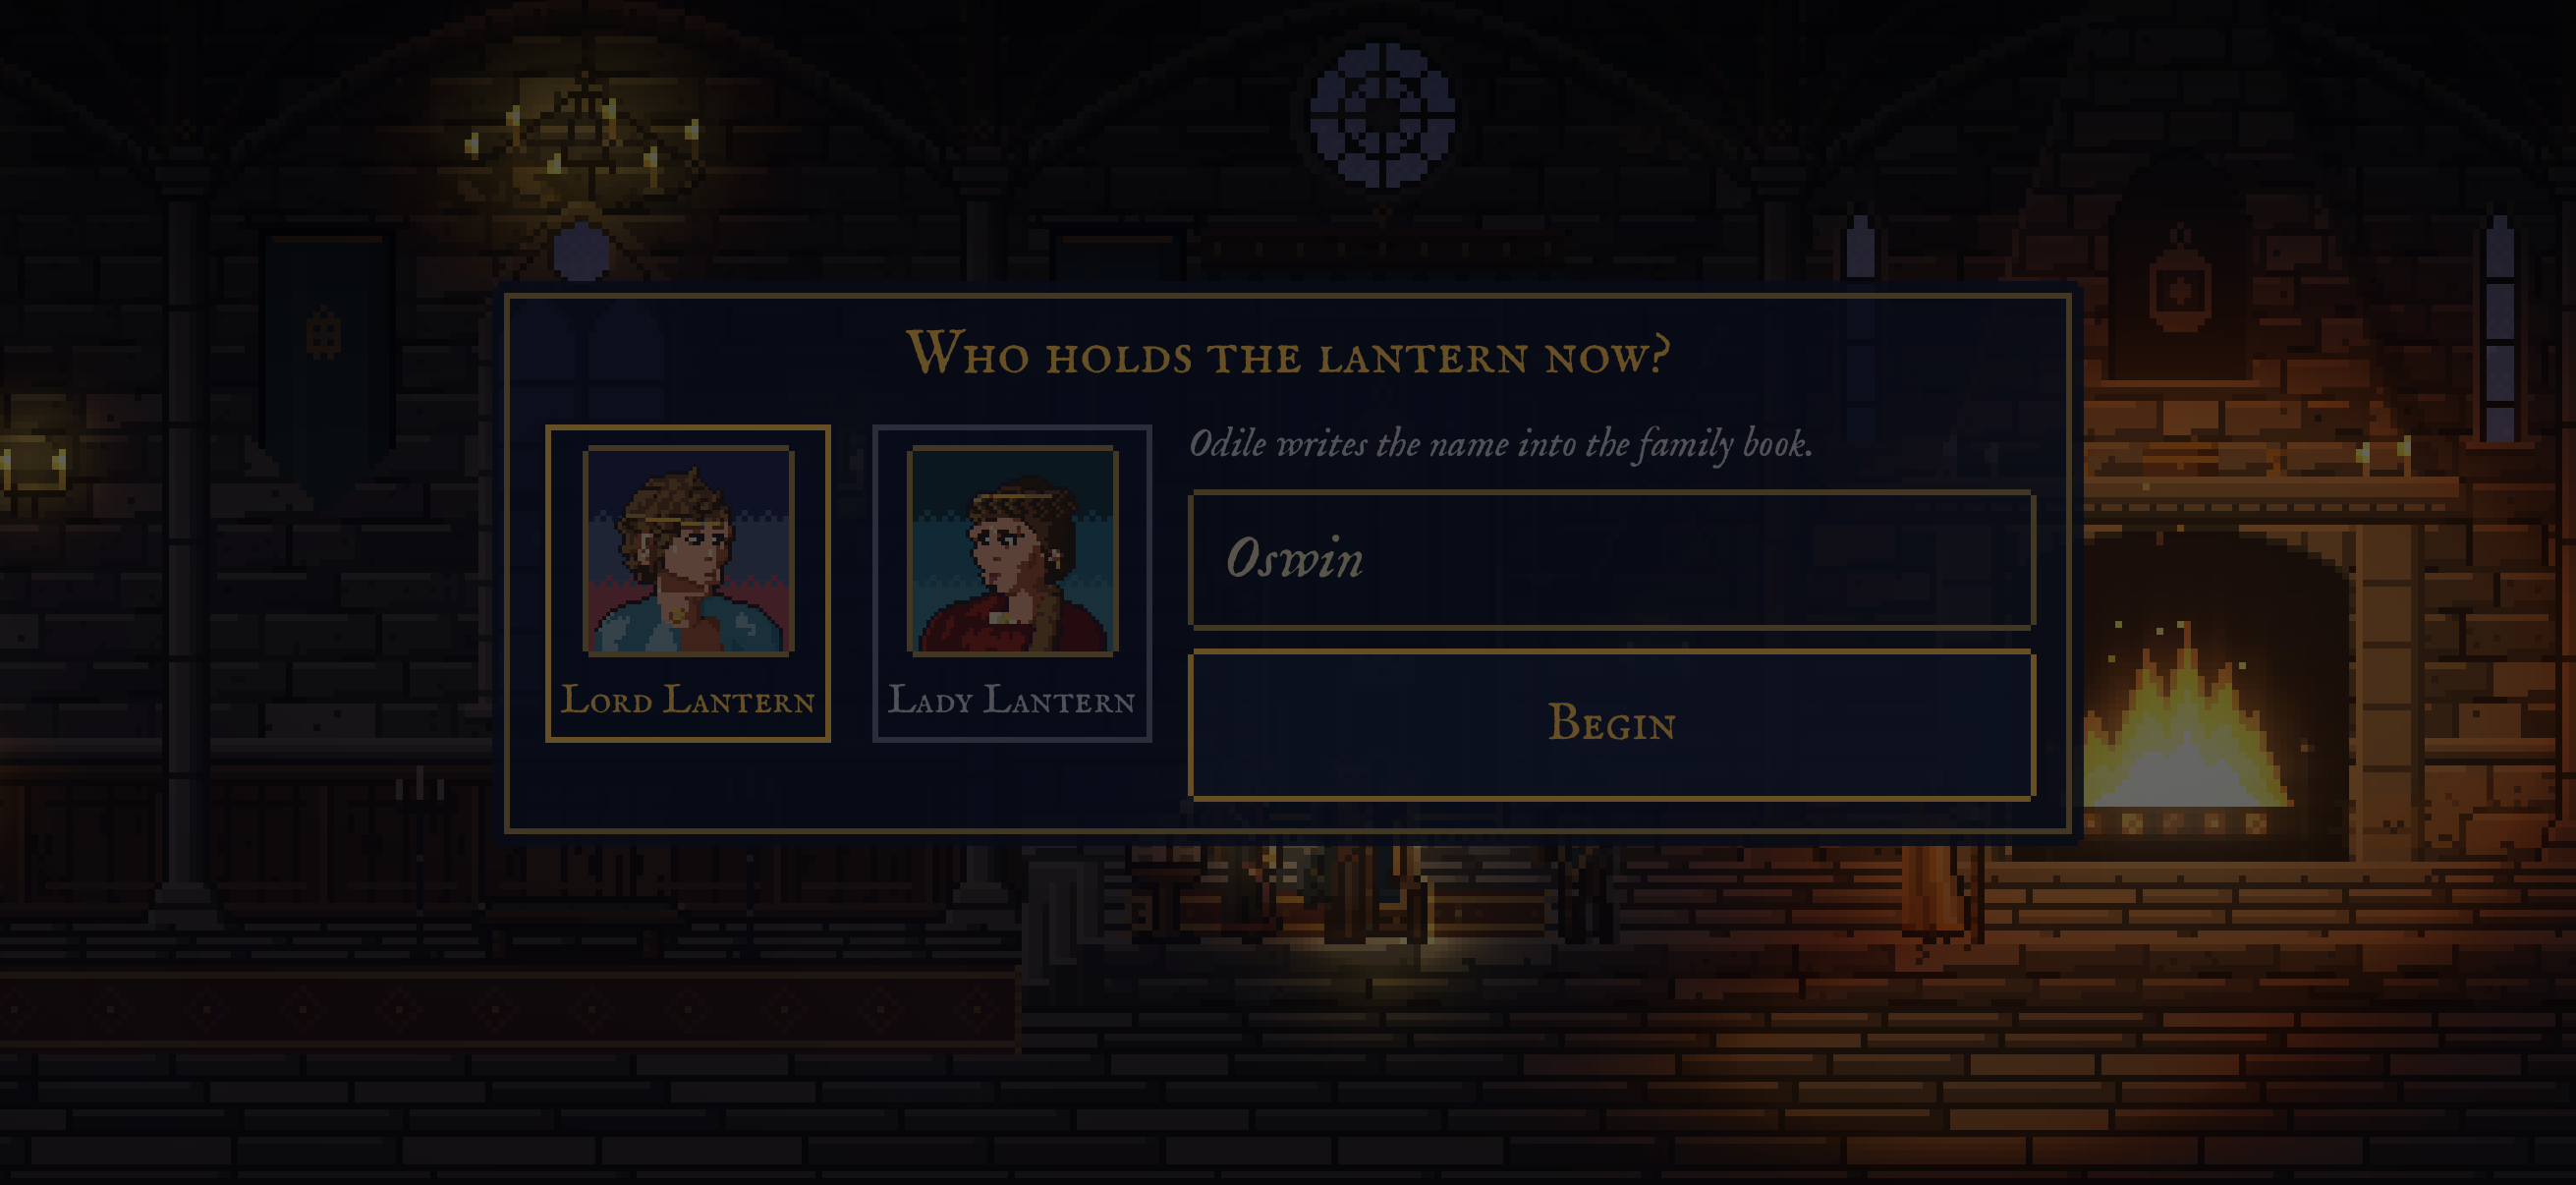 Who holds the lantern now?
Odile writes the name into the family book.
Oswin
Lord Lantern
Lady Lantern
Begin